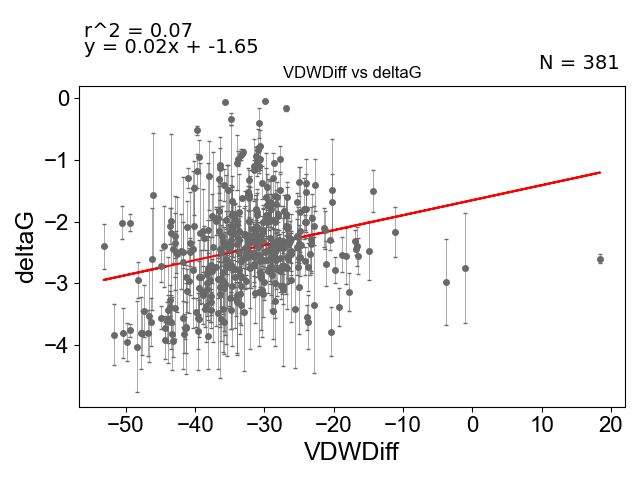 r^2 = 0.07
y = 0.02x + -1.65
N = 381
VDWDiff vs deltaG
0
−1
−2
−3
−4
deltaG
−50 −40 −30 −20 −10 0 10 20
VDWDiff